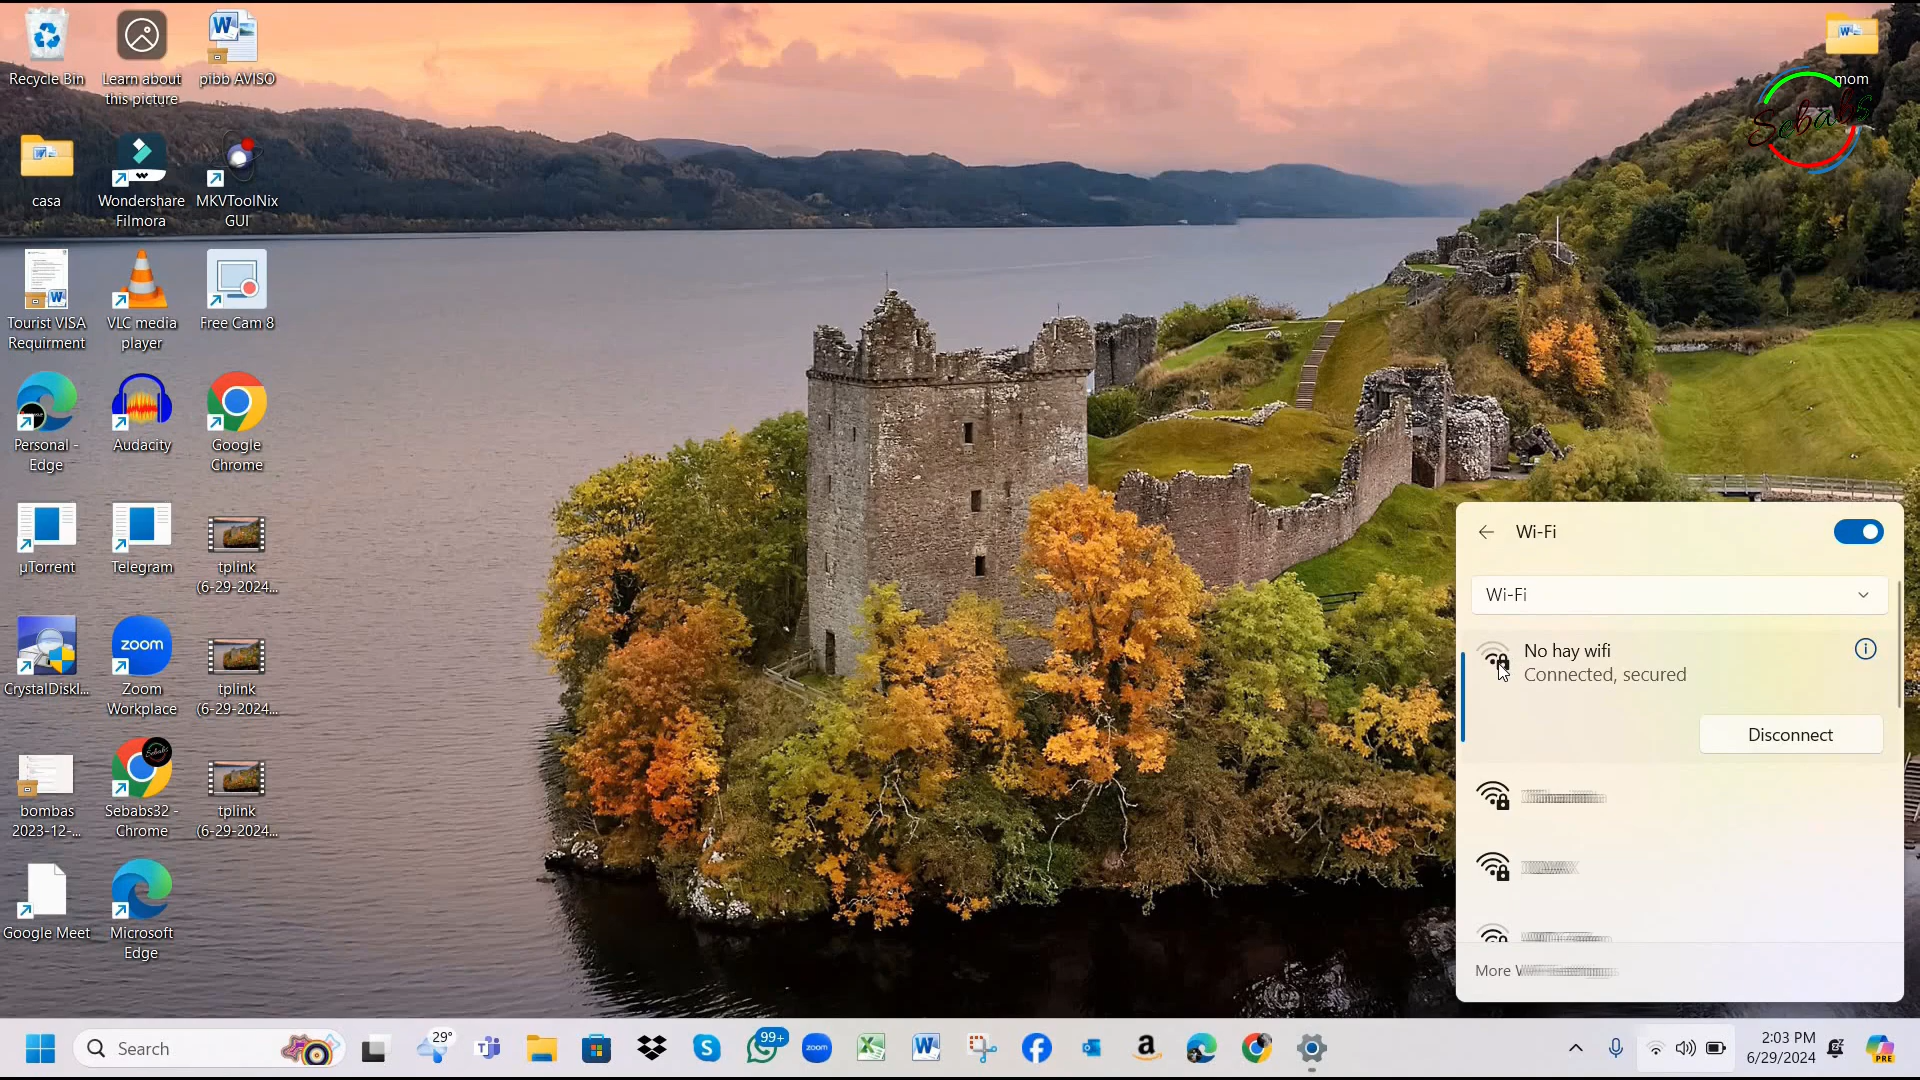 Recycle Bin
Learn about
this picture
pibb AVISO
mom
Sebabs
casa
Wondershare
Filmora
MKVToolNix
GUI
Tourist VISA
Requirment
VLC media
player
Free Cam 8
Personal -
Edge
Audacity
Google
Chrome
µTorrent
Telegram
tplink
(6-29-2024...
CrystalDiskI...
zoom
Zoom
Workplace
tplink
(6-29-2024...
bombas
2023-12-...
Sebabs32 -
Chrome
tplink
(6-29-2024...
Google Meet
Microsoft
Edge
Wi-Fi
Wi-Fi
No hay wifi
Connected, secured
Disconnect
More
Search
29°
99+
zoom
2:03 PM
6/29/2024
PRE